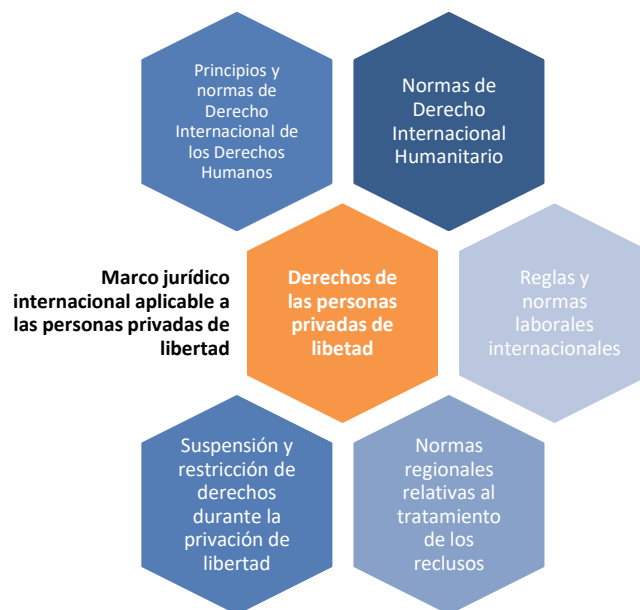 Principios y
normas de
Derecho
Internacional de
los Derechos
Humanos
Normas de
Derecho
Internacional
Humanitario
Marco jurídico
internacional aplicable a
las personas privadas de
libertad
Derechos de
las personas
privadas de
libetad
Reglas y
normas
laborales
internacionales
Suspensión y
restricción de
derechos
durante la
privación de
libertad
Normas
regionales
relativas al
tratamiento
de los
reclusos